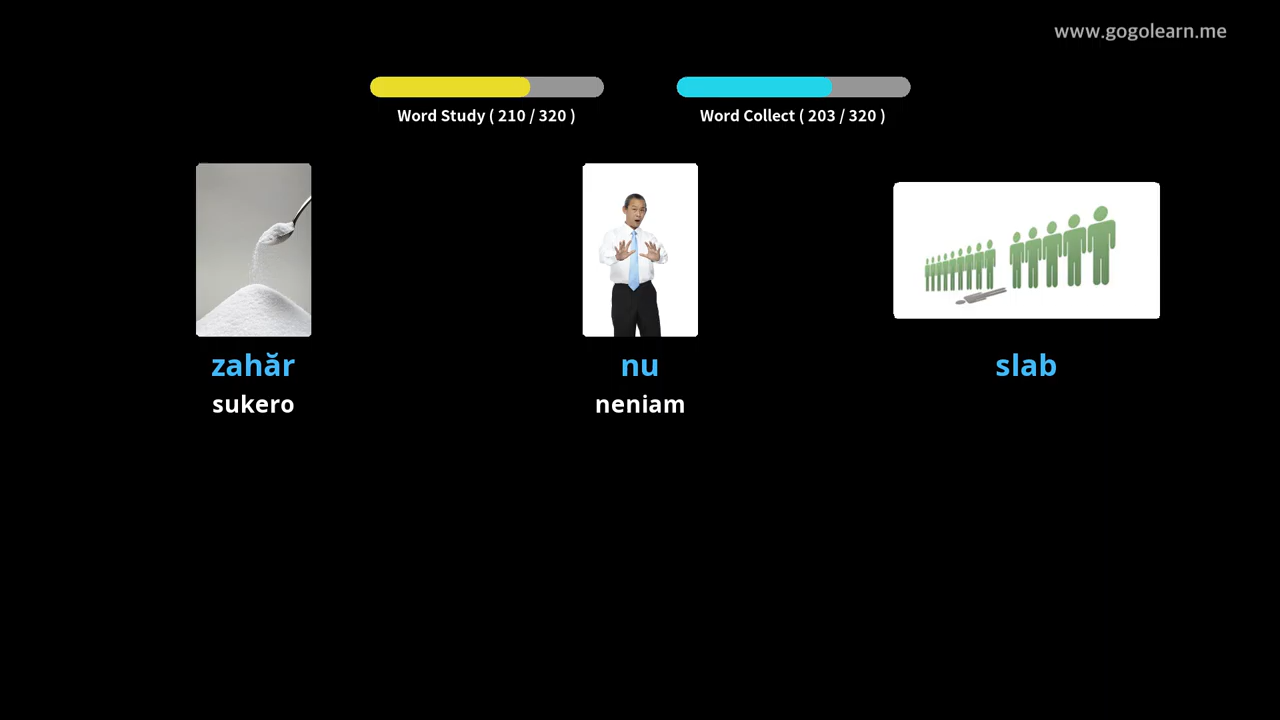 www.gogolearn.me
Word Study ( 210 / 320 )
Word Collect ( 203 / 320 )
zahăr
nu
slab
sukero
neniam